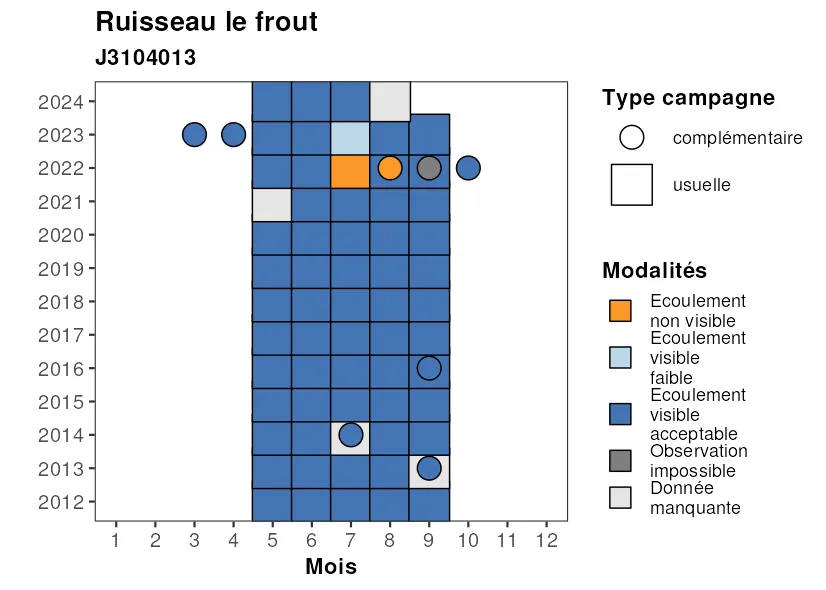 Ruisseau le frout
J3104013
2024
2023
2022
2021
2020
2019
2018
2017
2016
2015
2014
2013
2012
1 2 3 4 5 6 7 8 9 10 11 12
Mois
Type campagne
complémentaire
usuelle
Modalités
Ecoulement
non visible
Ecoulement
visible
faible
Ecoulement
visible
acceptable
Observation
impossible
Donnée
manquante